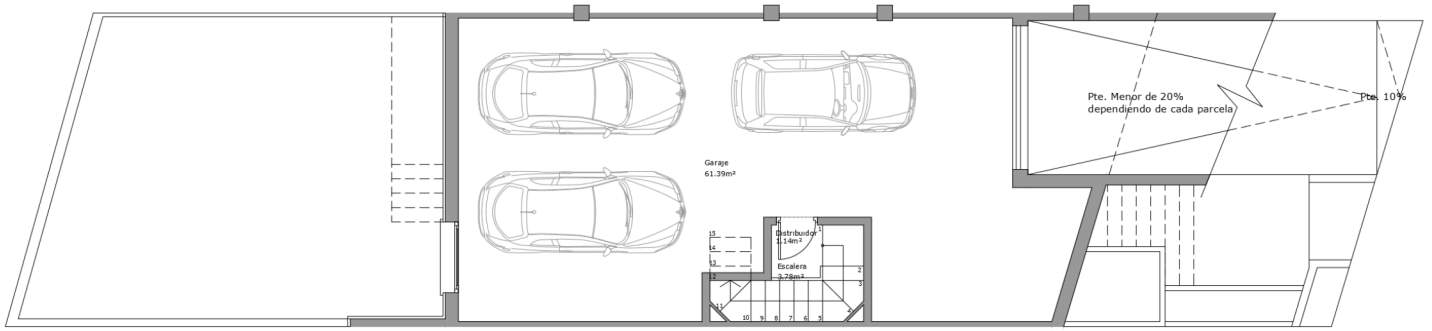 Pte. Menor de 20%
dependiendo de cada parcela
Pte. 10%
Garaje
61.39m²
Distribuidor
1.14m²
Escalera
3.78m²
1
2
3
4
5
6
7
8
9
10
11
12
13
14
15